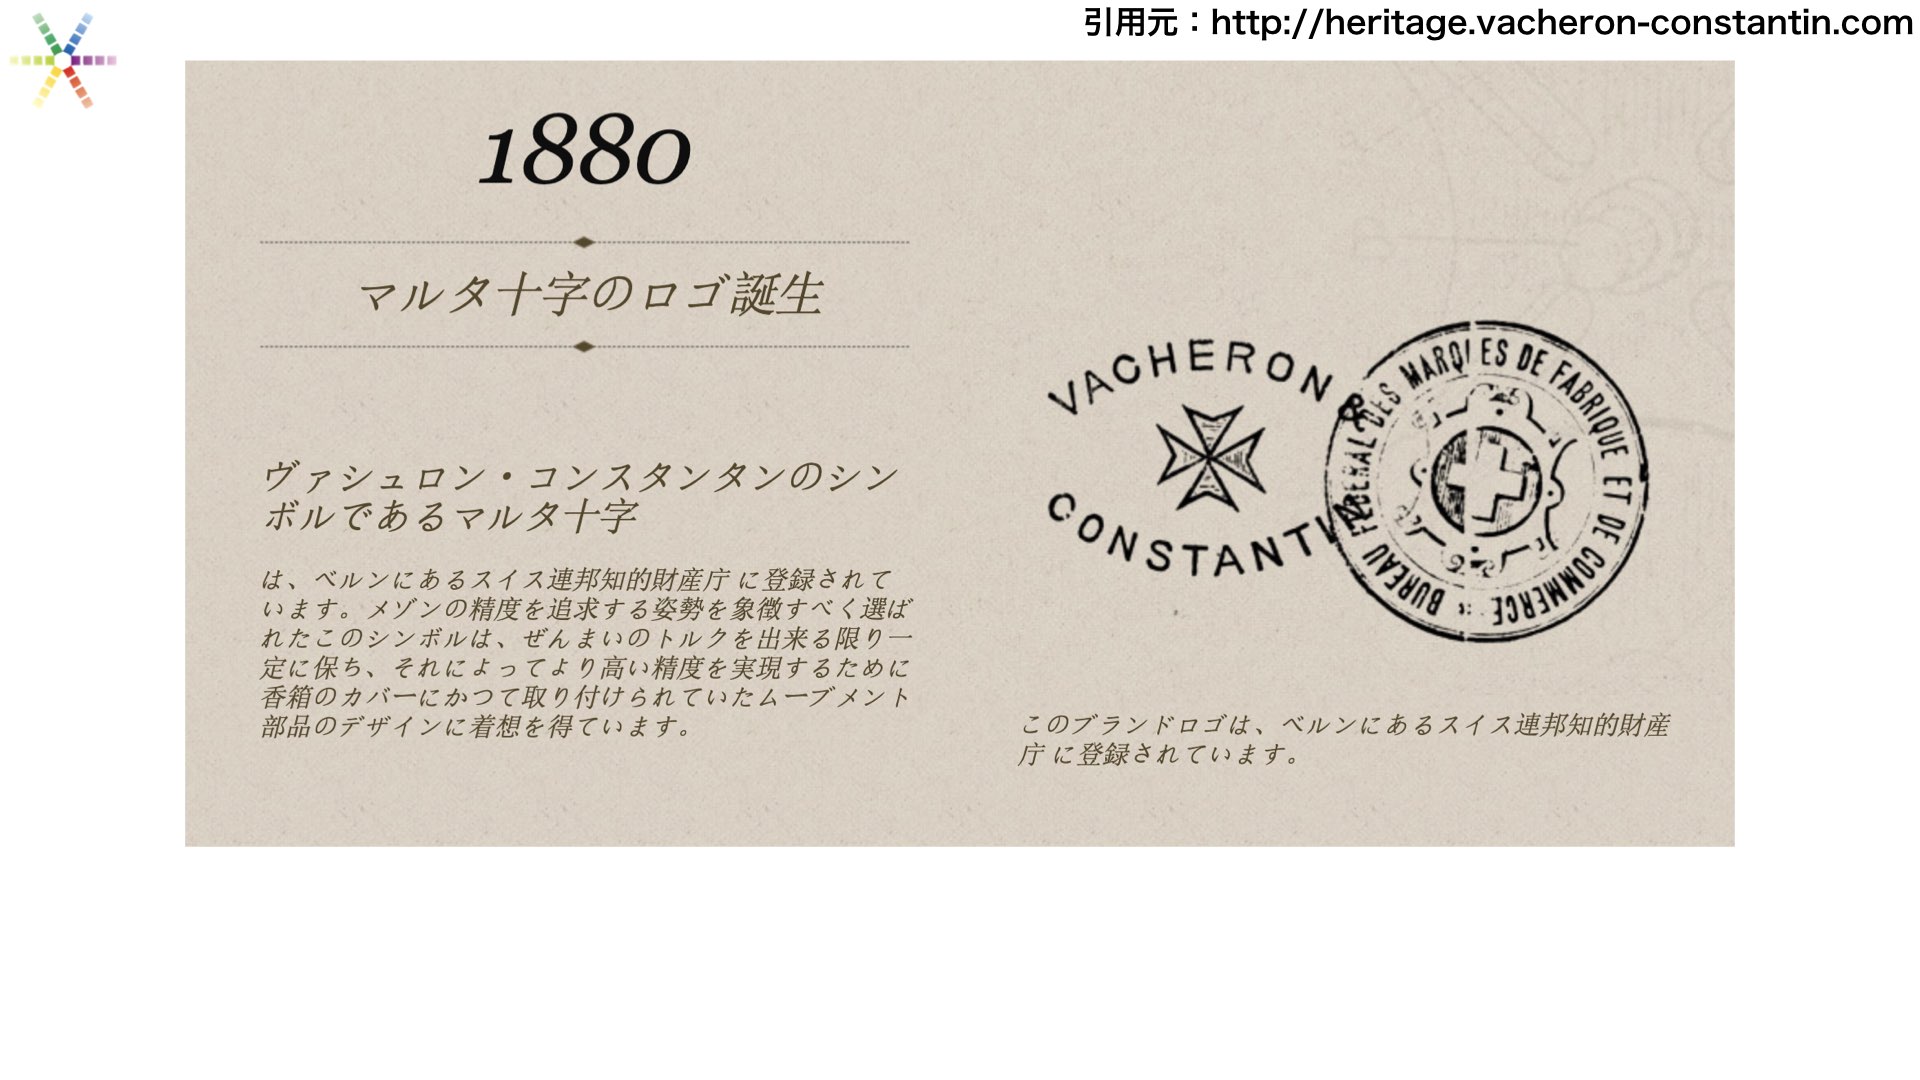 引用元：http://heritage.vacheron-constantin.com
1880
マルタ十字のロゴ誕生
ヴァシュロン・コンスタンタンのシン
ボルであるマルタ十字
は、ベルンにあるスイス連邦知的財産庁 に登録されて
います。メゾンの精度を追求する姿勢を象徴すべく選ば
れたこのシンボルは、ぜんまいのトルクを出来る限り一
定に保ち、それによってより高い精度を実現するために
香箱のカバーにかつて取り付けられていたムーブメント
部品のデザインに着想を得ています。
VACHERON &
CONSTANTIN
BUREAU FEDERAL DES MARQUES DE FABRIQUE ET DE COMMERCE
このブランドロゴは、ベルンにあるスイス連邦知的財産
庁 に登録されています。